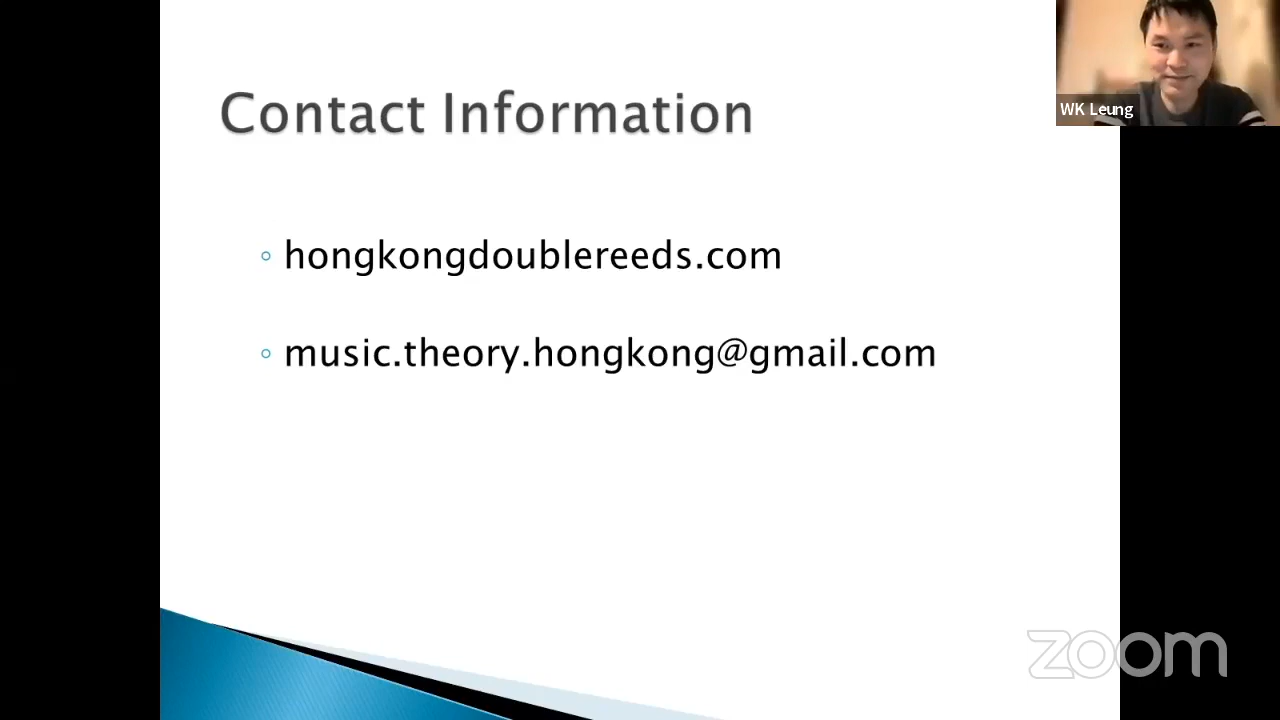 Contact Information
WK Leung
hongkongdoublereeds.com
music.theory.hongkong@gmail.com
zoom